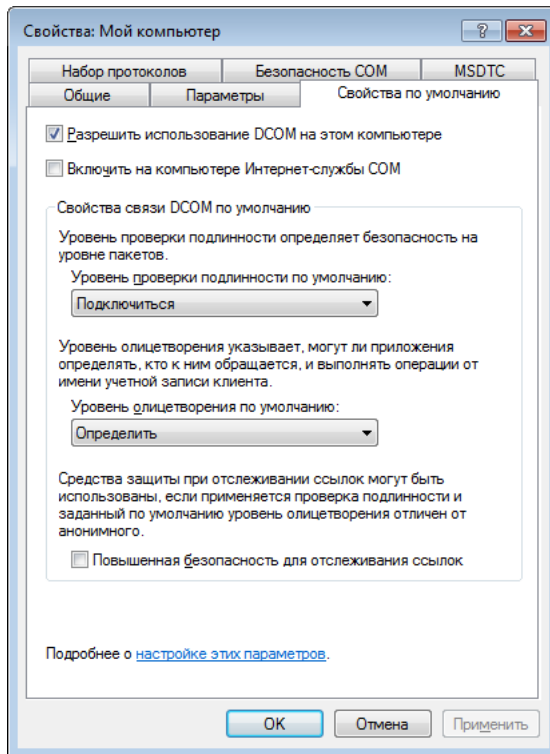 Свойства: Мой компьютер
Набор протоколов
Безопасность COM
MSDTC
Общие
Параметры
Свойства по умолчанию
Разрешить использование DCOM на этом компьютере
Включить на компьютере Интернет-службы COM
Свойства связи DCOM по умолчанию
Уровень проверки подлинности определяет безопасность на
уровне пакетов.
Уровень проверки подлинности по умолчанию:
Подключиться
Уровень олицетворения указывает, могут ли приложения
определять, кто к ним обращается, и выполнять операции от
имени учетной записи клиента.
Уровень олицетворения по умолчанию:
Определить
Средства защиты при отслеживании ссылок могут быть
использованы, если применяется проверка подлинности и
заданный по умолчанию уровень олицетворения отличен от
анонимного.
Повышенная безопасность для отслеживания ссылок
Подробнее о настройке этих параметров.
OK
Отмена
Применить